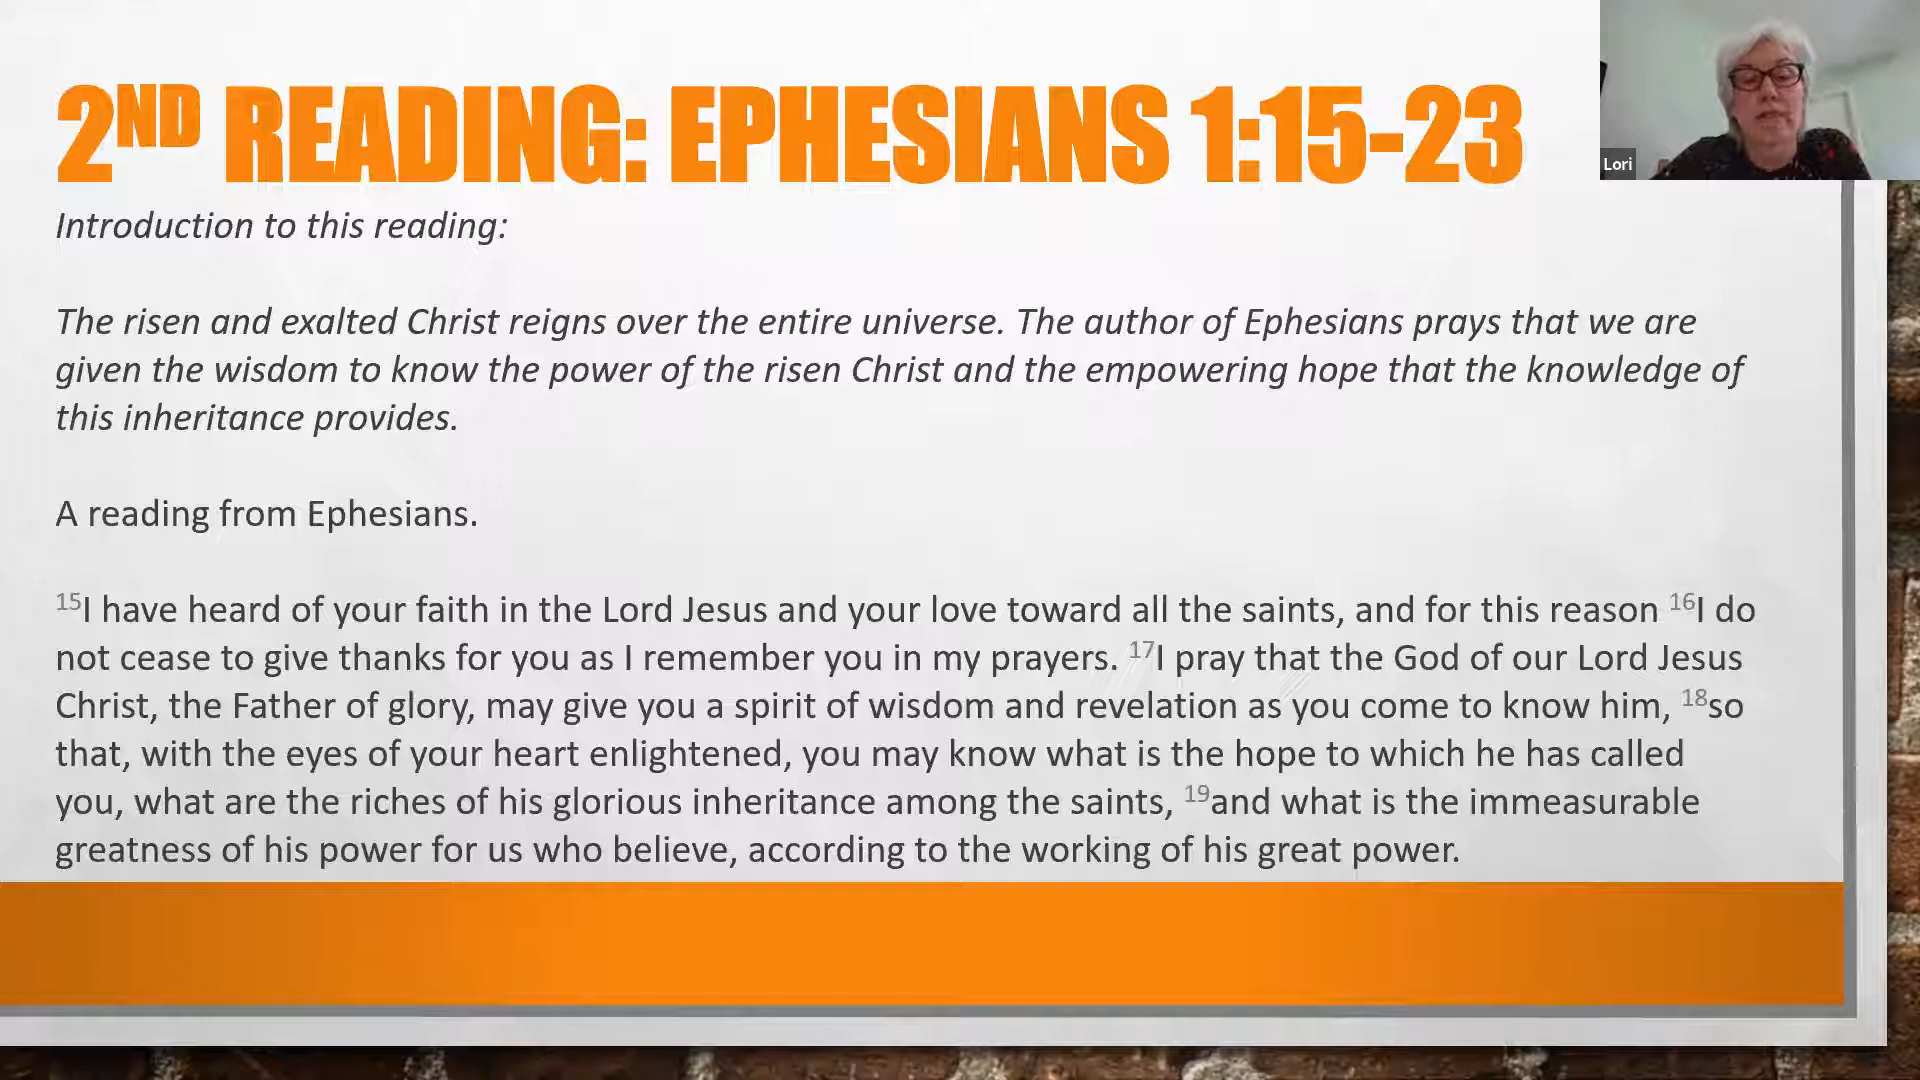 2ND READING: EPHESIANS 1:15-23
Lori
Introduction to this reading:
The risen and exalted Christ reigns over the entire universe. The author of Ephesians prays that we are
given the wisdom to know the power of the risen Christ and the empowering hope that the knowledge of
this inheritance provides.
A reading from Ephesians.
15I have heard of your faith in the Lord Jesus and your love toward all the saints, and for this reason 16I do
not cease to give thanks for you as I remember you in my prayers. 17I pray that the God of our Lord Jesus
Christ, the Father of glory, may give you a spirit of wisdom and revelation as you come to know him, 18so
that, with the eyes of your heart enlightened, you may know what is the hope to which he has called
you, what are the riches of his glorious inheritance among the saints, 19and what is the immeasurable
greatness of his power for us who believe, according to the working of his great power.